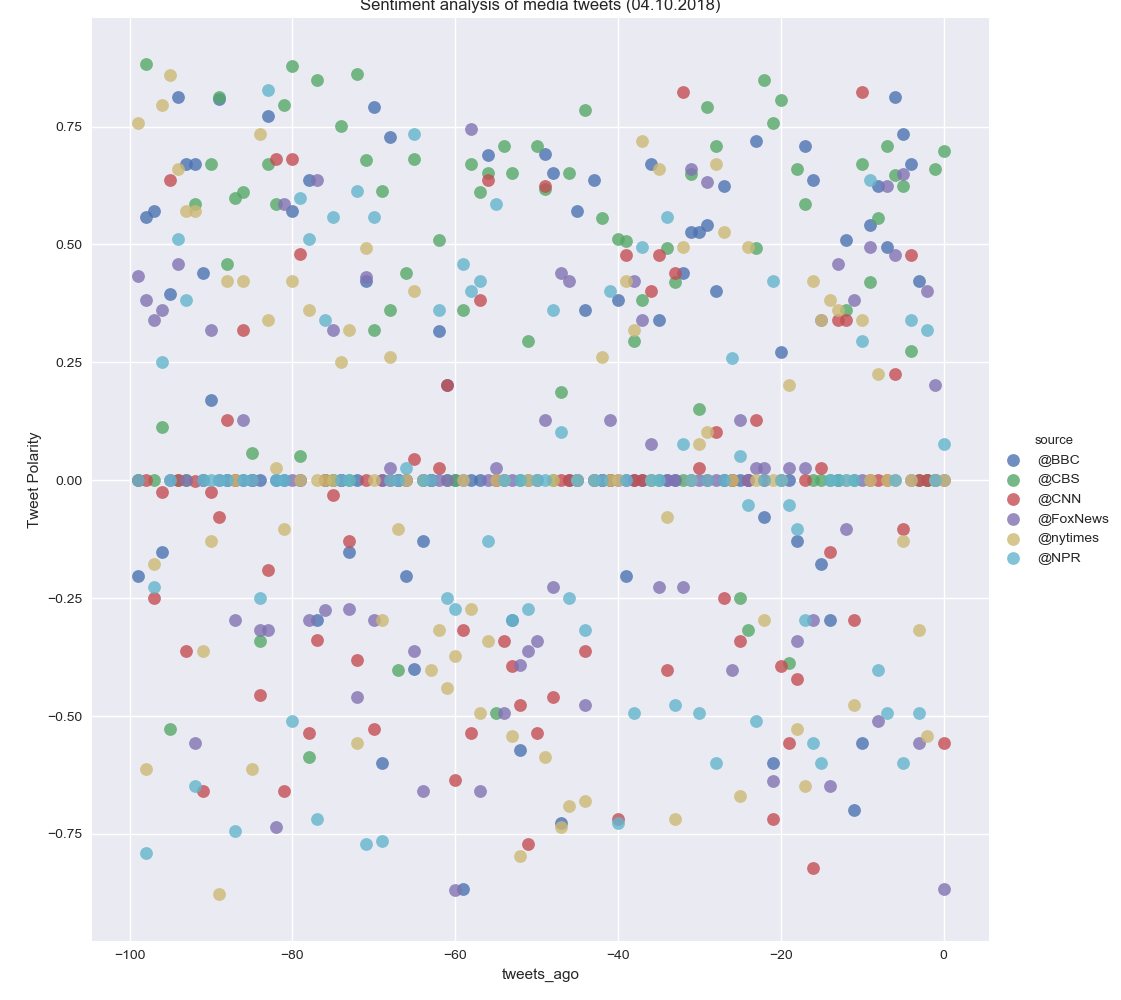 Sentiment analysis of media tweets (04.10.2018)
0.75
0.50
0.25
0.00
−0.25
−0.50
−0.75
Tweet Polarity
−100
−80
−60
−40
−20
0
tweets_ago
source
@BBC
@CBS
@CNN
@FoxNews
@nytimes
@NPR